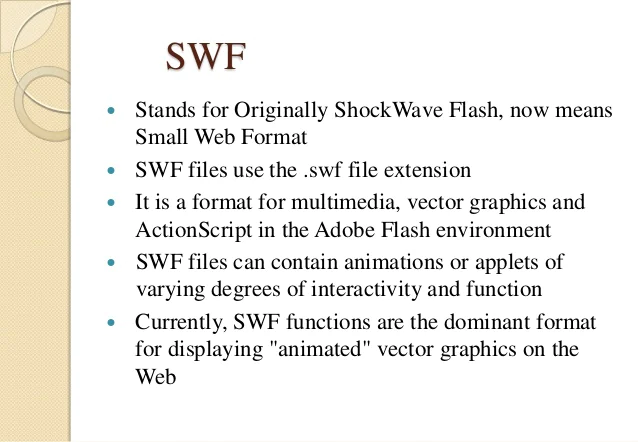 SWF
• Stands for Originally ShockWave Flash, now means
Small Web Format
• SWF files use the .swf file extension
• It is a format for multimedia, vector graphics and
ActionScript in the Adobe Flash environment
• SWF files can contain animations or applets of
varying degrees of interactivity and function
• Currently, SWF functions are the dominant format
for displaying "animated" vector graphics on the
Web